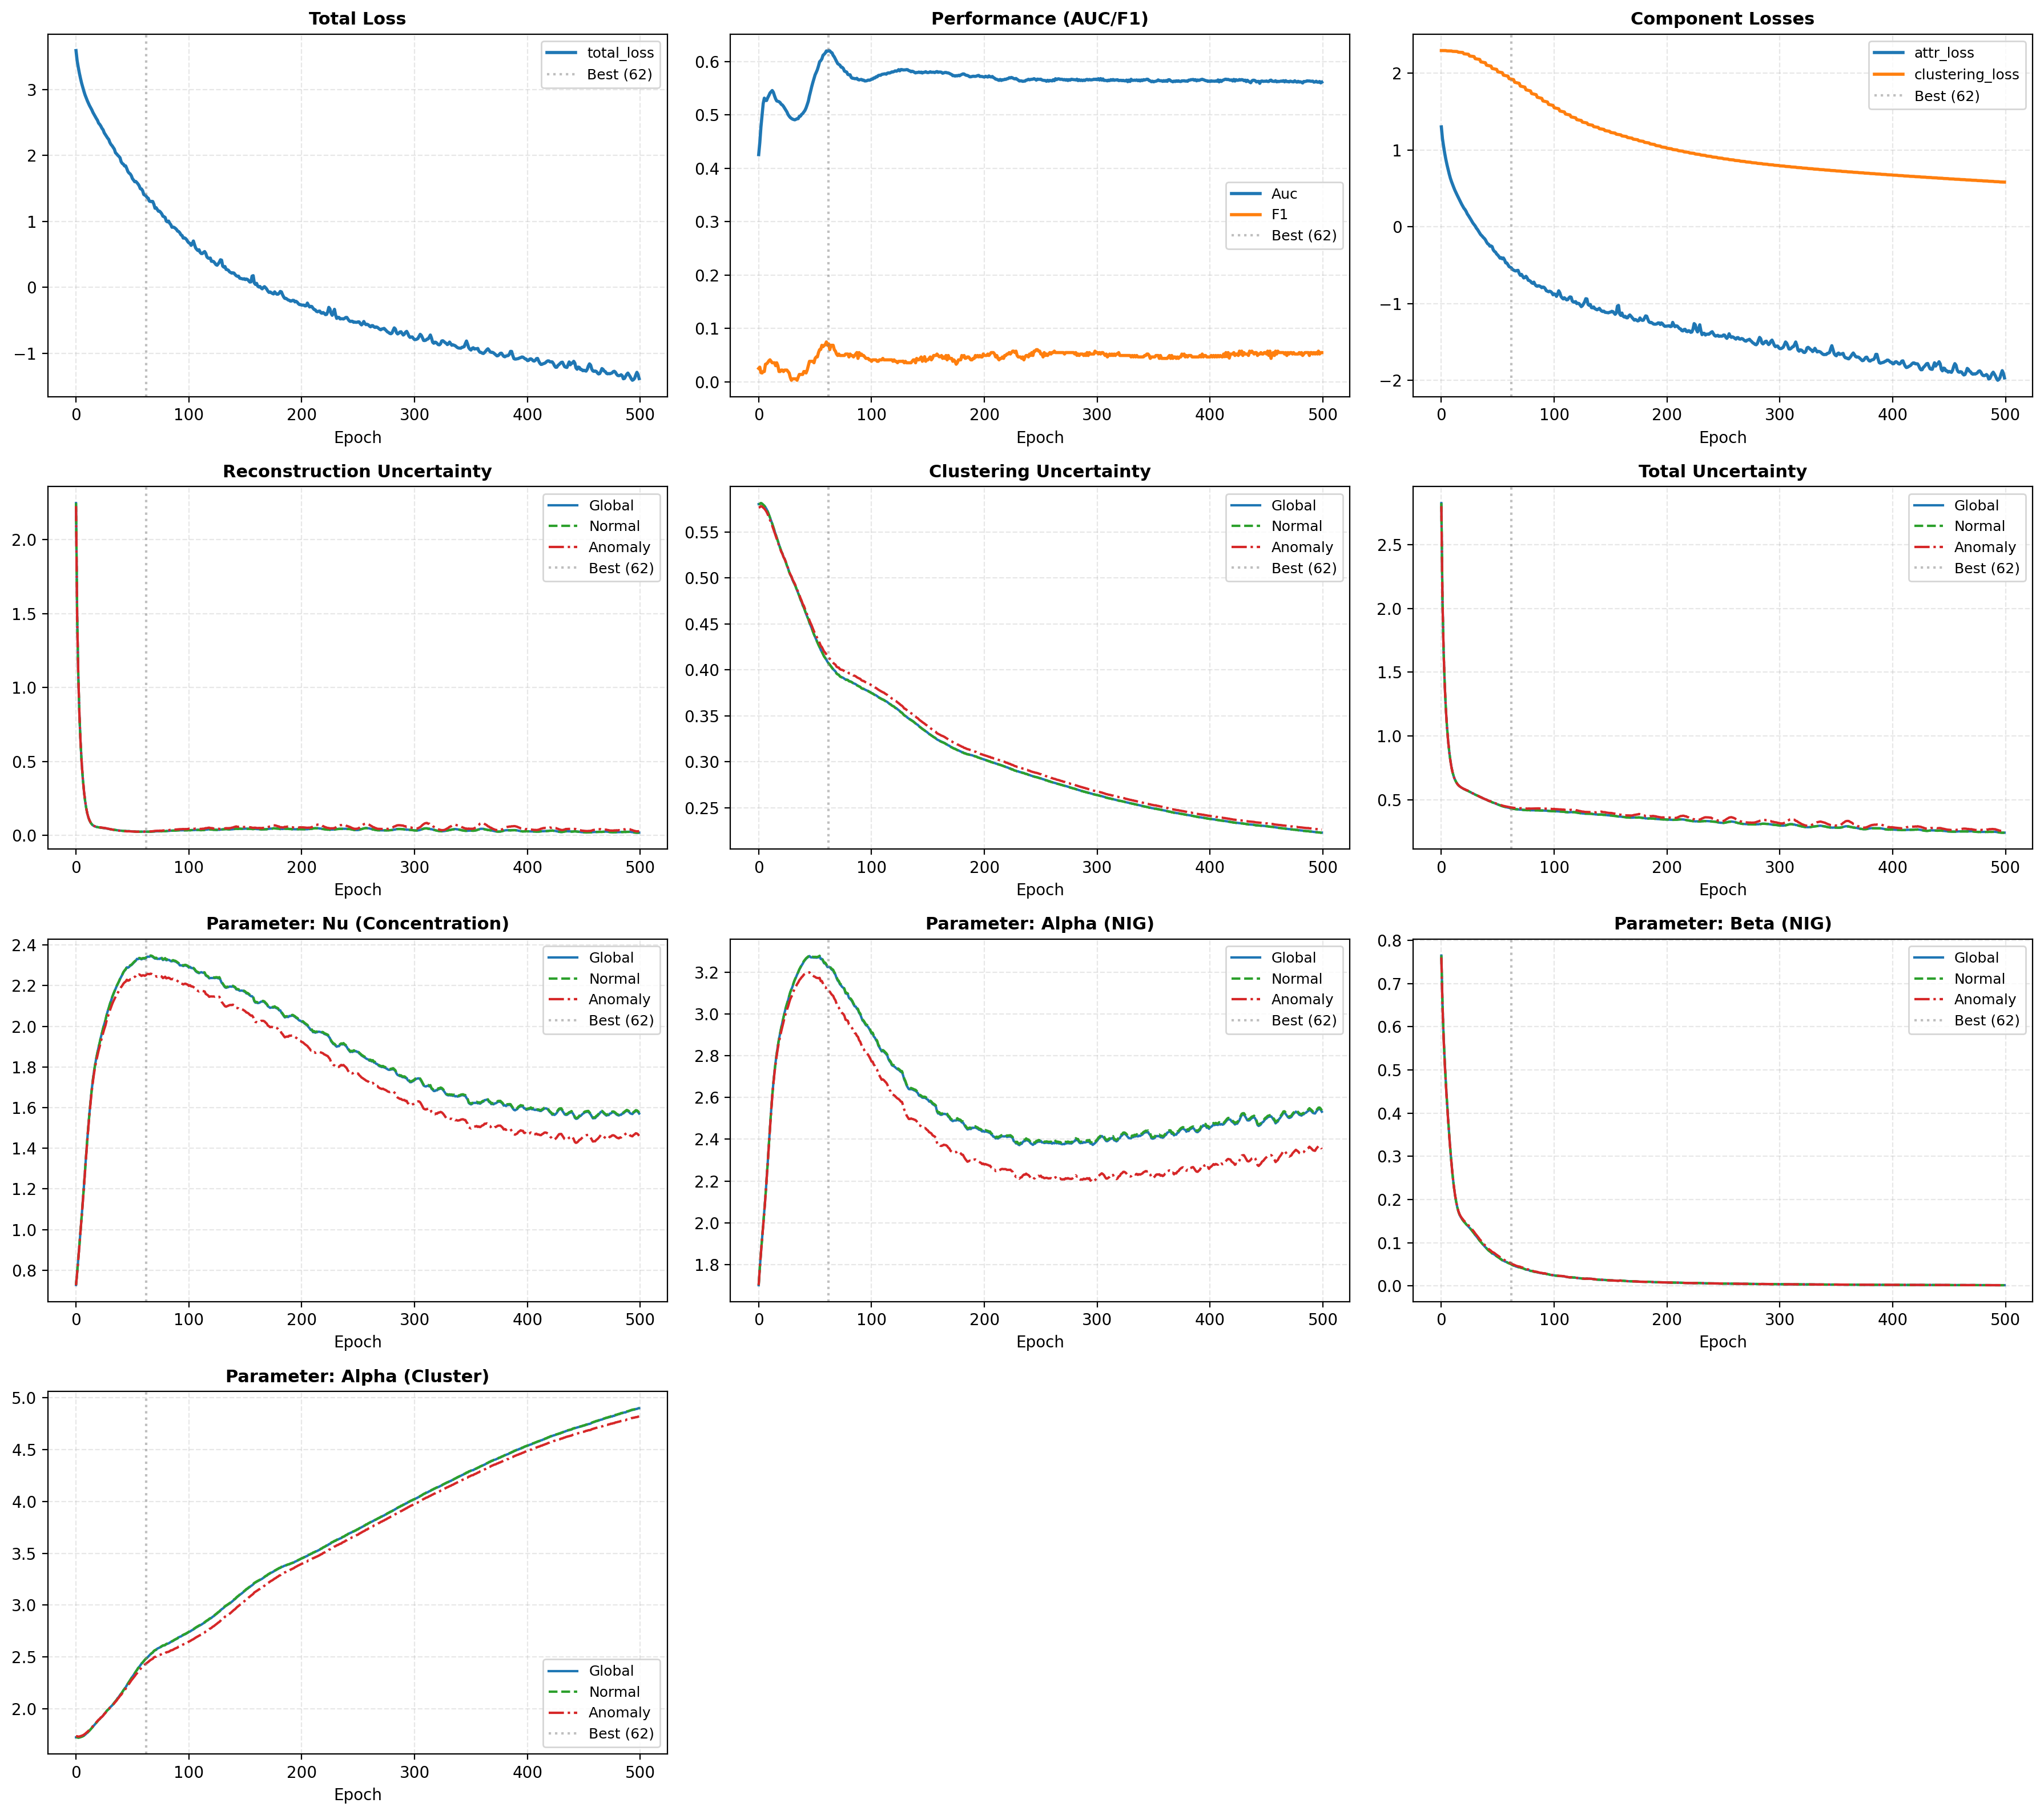 Total Loss
3
2
1
0
−1
total_loss
Best (62)
0 100 200 300 400 500
Epoch
Performance (AUC/F1)
0.6
0.5
0.4
0.3
0.2
0.1
0.0
Auc
F1
Best (62)
0 100 200 300 400 500
Epoch
Component Losses
2
1
0
−1
−2
attr_loss
clustering_loss
Best (62)
0 100 200 300 400 500
Epoch
Reconstruction Uncertainty
2.0
1.5
1.0
0.5
0.0
Global
Normal
Anomaly
Best (62)
0 100 200 300 400 500
Epoch
Clustering Uncertainty
0.55
0.50
0.45
0.40
0.35
0.30
0.25
Global
Normal
Anomaly
Best (62)
0 100 200 300 400 500
Epoch
Total Uncertainty
2.5
2.0
1.5
1.0
0.5
Global
Normal
Anomaly
Best (62)
0 100 200 300 400 500
Epoch
Parameter: Nu (Concentration)
2.4
2.2
2.0
1.8
1.6
1.4
1.2
1.0
0.8
Global
Normal
Anomaly
Best (62)
0 100 200 300 400 500
Epoch
Parameter: Alpha (NIG)
3.2
3.0
2.8
2.6
2.4
2.2
2.0
1.8
Global
Normal
Anomaly
Best (62)
0 100 200 300 400 500
Epoch
Parameter: Beta (NIG)
0.8
0.7
0.6
0.5
0.4
0.3
0.2
0.1
0.0
Global
Normal
Anomaly
Best (62)
0 100 200 300 400 500
Epoch
Parameter: Alpha (Cluster)
5.0
4.5
4.0
3.5
3.0
2.5
2.0
Global
Normal
Anomaly
Best (62)
0 100 200 300 400 500
Epoch